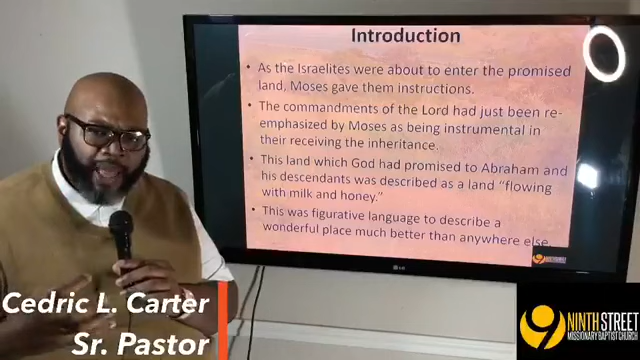 Introduction
• As the Israelites were about to enter the promised
land, Moses gave them instructions.
• The commandments of the Lord had just been re-
emphasized by Moses as being instrumental in
their receiving the inheritance.
• This land which God had promised to Abraham and
his descendants was described as a land “flowing
with milk and honey.”
• This was figurative language to describe a
wonderful place much better than anywhere else.
LG
Cedric L. Carter
Sr. Pastor
NINTH STREET
MISSIONARY BAPTIST CHURCH